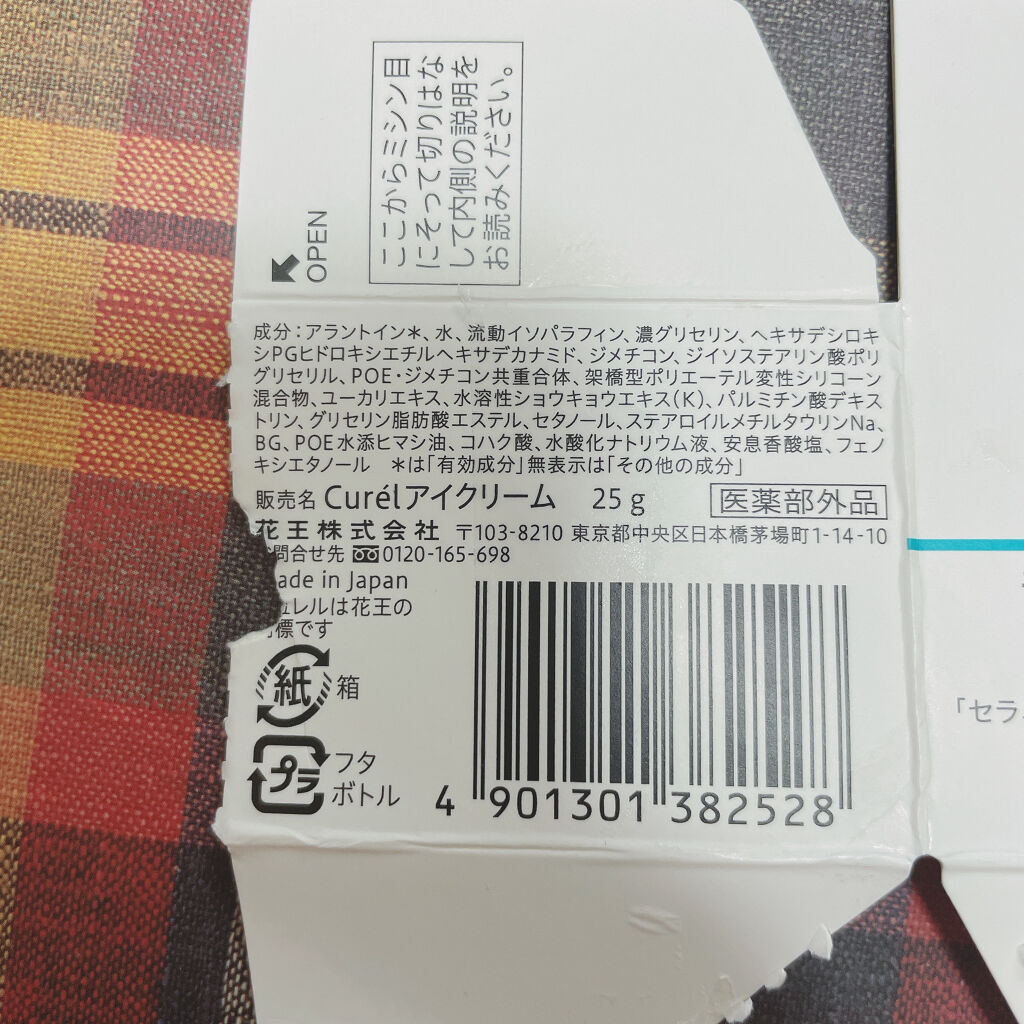 ここからミシン目
にそって切りはな
して内側の説明を
お読みください。
OPEN
成分：アラントイン＊、水、流動イソパラフィン、濃グリセリン、ヘキサデシロキ
シPGヒドロキシエチルヘキサデカナミド、ジメチコン、ジイソステアリン酸ポリ
グリセリル、POE・ジメチコン共重合体、架橋型ポリエーテル変性シリコーン
混合物、ユーカリエキス、水溶性ショウキョウエキス(K)、パルミチン酸デキス
トリン、グリセリン脂肪酸エステル、セタノール、ステアロイルメチルタウリンNa、
BG、POE水添ヒマシ油、コハク酸、水酸化ナトリウム液、安息香酸塩、フェノ
キシエタノール ＊は「有効成分」無表示は「その他の成分」
販売名 Curélアイクリーム 25 g 医薬部外品
花王株式会社 〒103-8210 東京都中央区日本橋茅場町1-14-10
問合せ先 0120-165-698
ade in Japan
レルは花王の
標です
紙 箱
プラ フタ
ボトル
4 901301 382528
「セラ